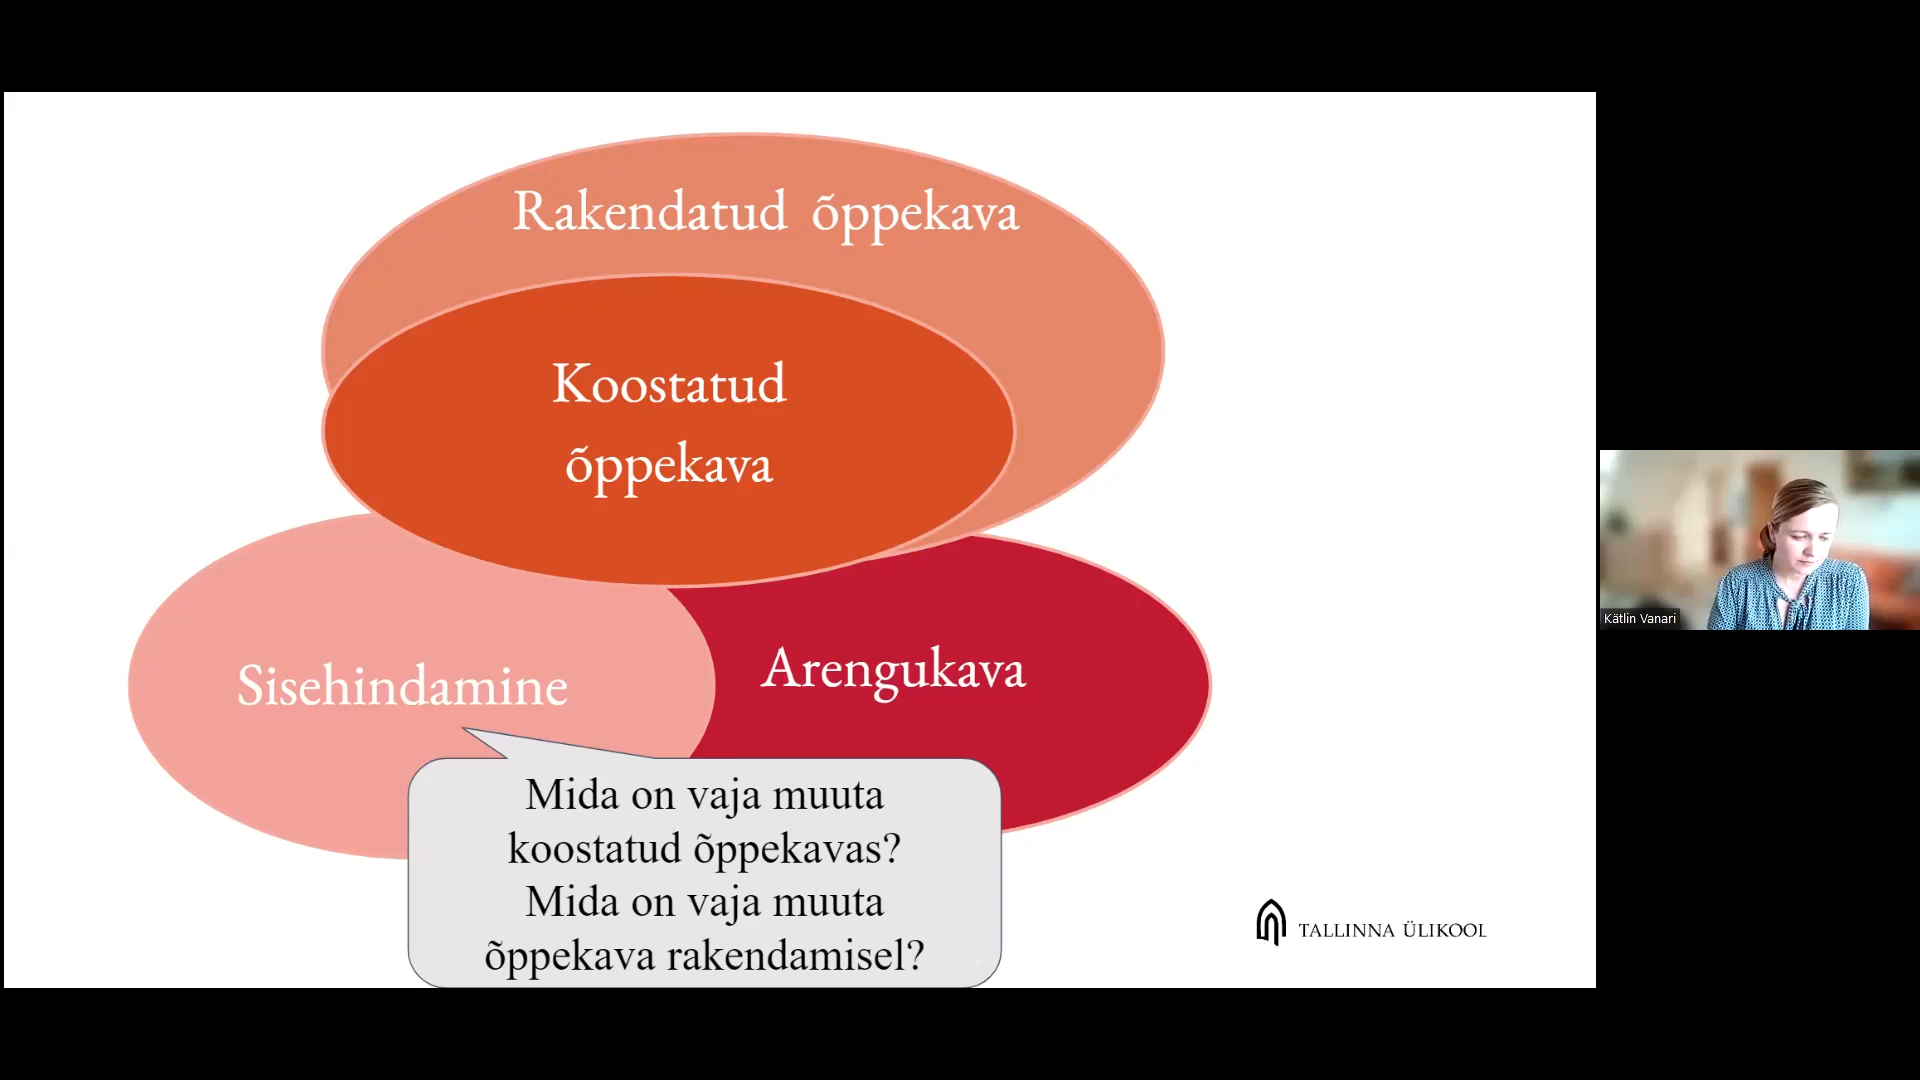 Rakendatud õppekava
Koostatud
õppekava
Sisehindamine
Arengukava
Mida on vaja muuta
koostatud õppekavas?
Mida on vaja muuta
õppekava rakendamisel?
TALLINNA ÜLIKOOL
Kätlin Vanari